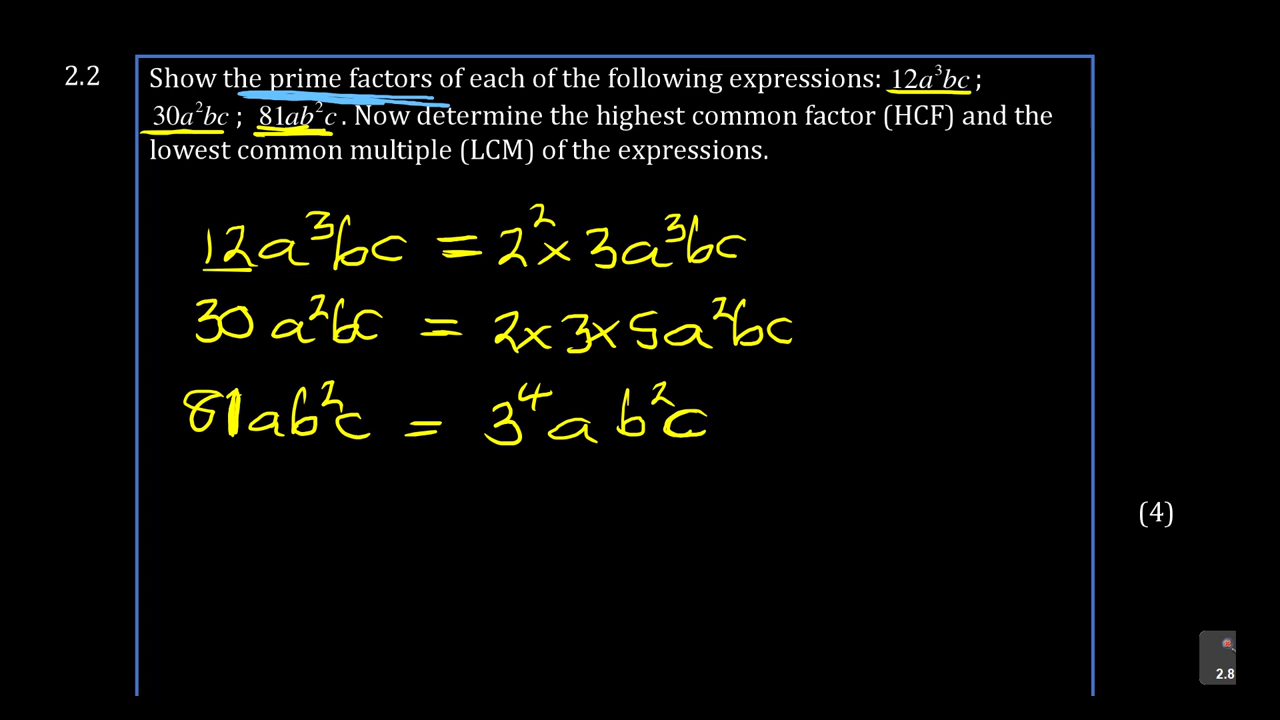 2.2 Show the prime factors of each of the following expressions: 12a³bc ;
30a²bc ; 81ab²c . Now determine the highest common factor (HCF) and the
lowest common multiple (LCM) of the expressions.
12a³bc = 2² × 3a³bc
30a²bc = 2 × 3 × 5a²bc
81ab²c = 3⁴ab²c
(4)
2.8